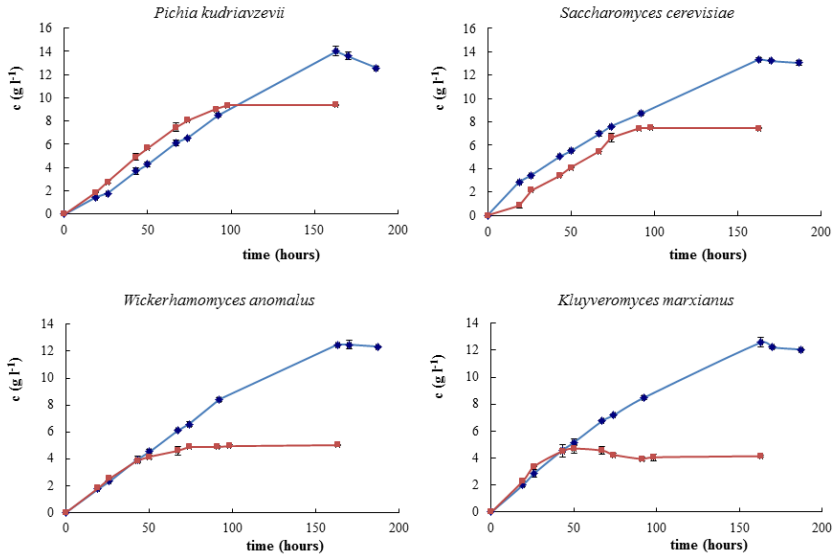 Pichia kudriavzevii
16
14
12
10
8
6
4
2
0
c (g l-1)
0 50 100 150 200
time (hours)
Saccharomyces cerevisiae
16
14
12
10
8
6
4
2
0
c (g l-1)
0 50 100 150 200
time (hours)
Wickerhamomyces anomalus
14
12
10
8
6
4
2
0
c (g l-1)
0 50 100 150 200
time (hours)
Kluyveromyces marxianus
14
12
10
8
6
4
2
0
c (g l-1)
0 50 100 150 200
time (hours)